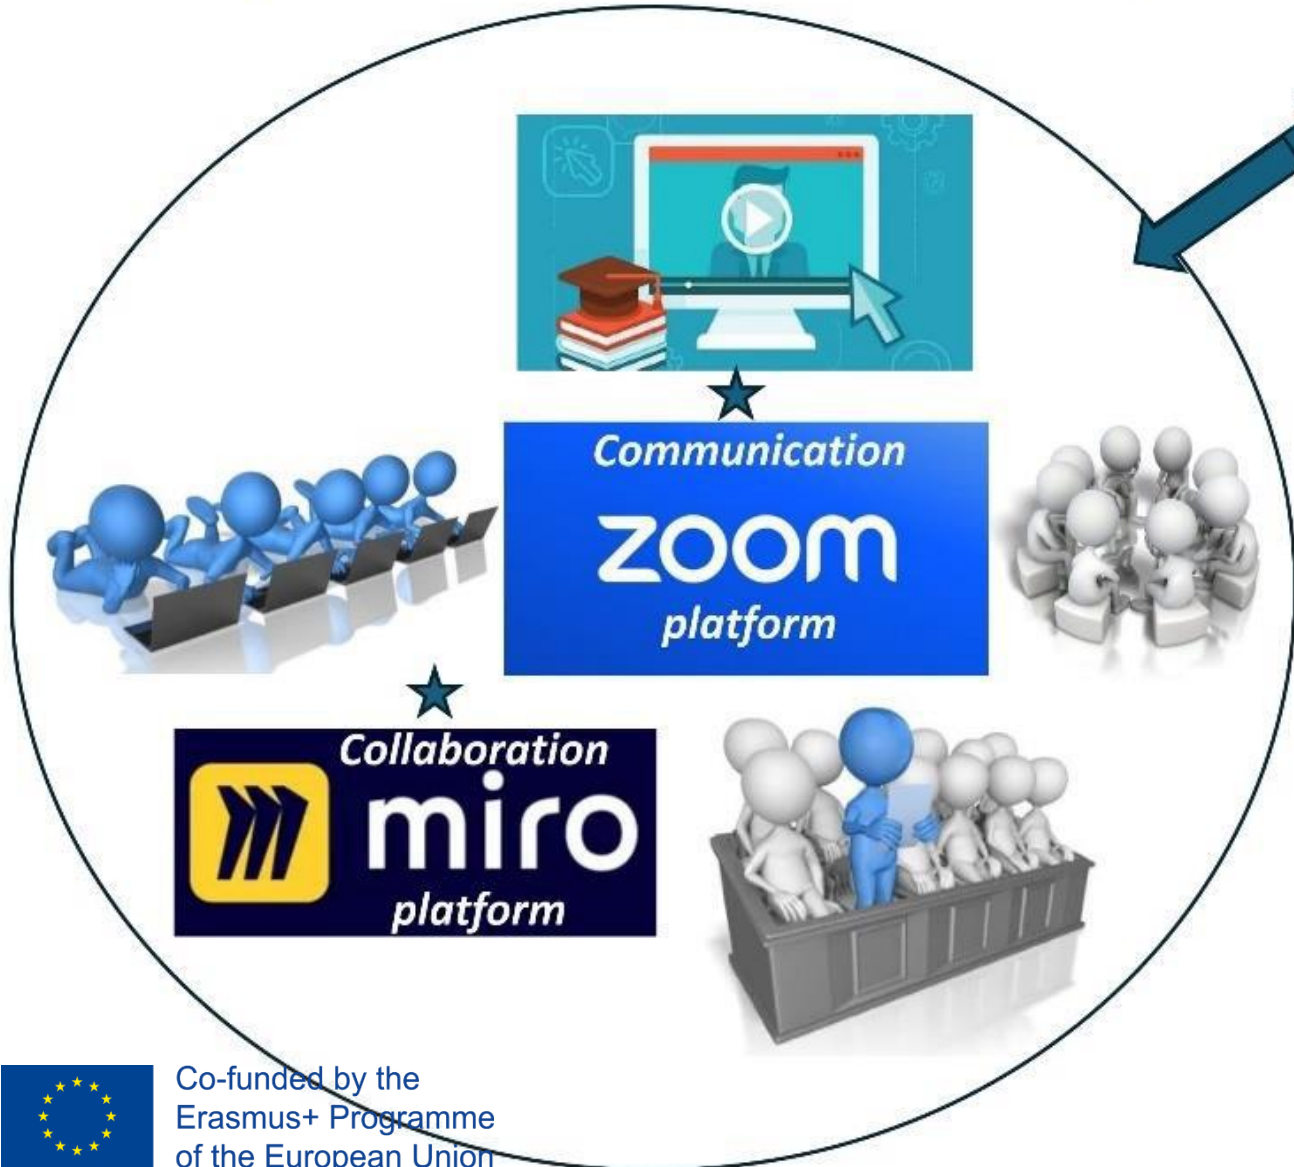 Communication
zoom
platform
Collaboration
miro
platform
Co-funded by the
Erasmus+ Programme
of the European Union